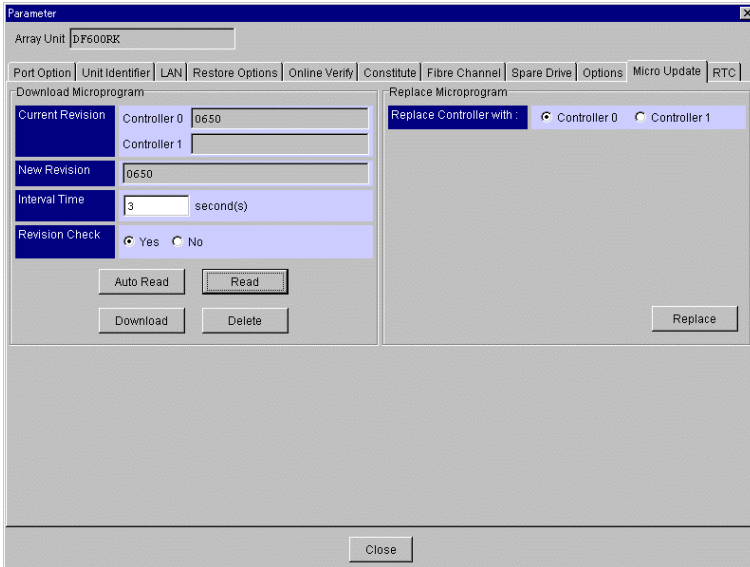 Parameter
Array Unit DF600RK
Port Option Unit Identifier LAN Restore Options Online Verify Constitute Fibre Channel Spare Drive Options Micro Update RTC
Download Microprogram
Current Revision Controller 0 0650
Controller 1
New Revision 0650
Interval Time 3 second(s)
Revision Check Yes No
Auto Read Read
Download Delete
Replace Microprogram
Replace Controller with : Controller 0 Controller 1
Replace
Close